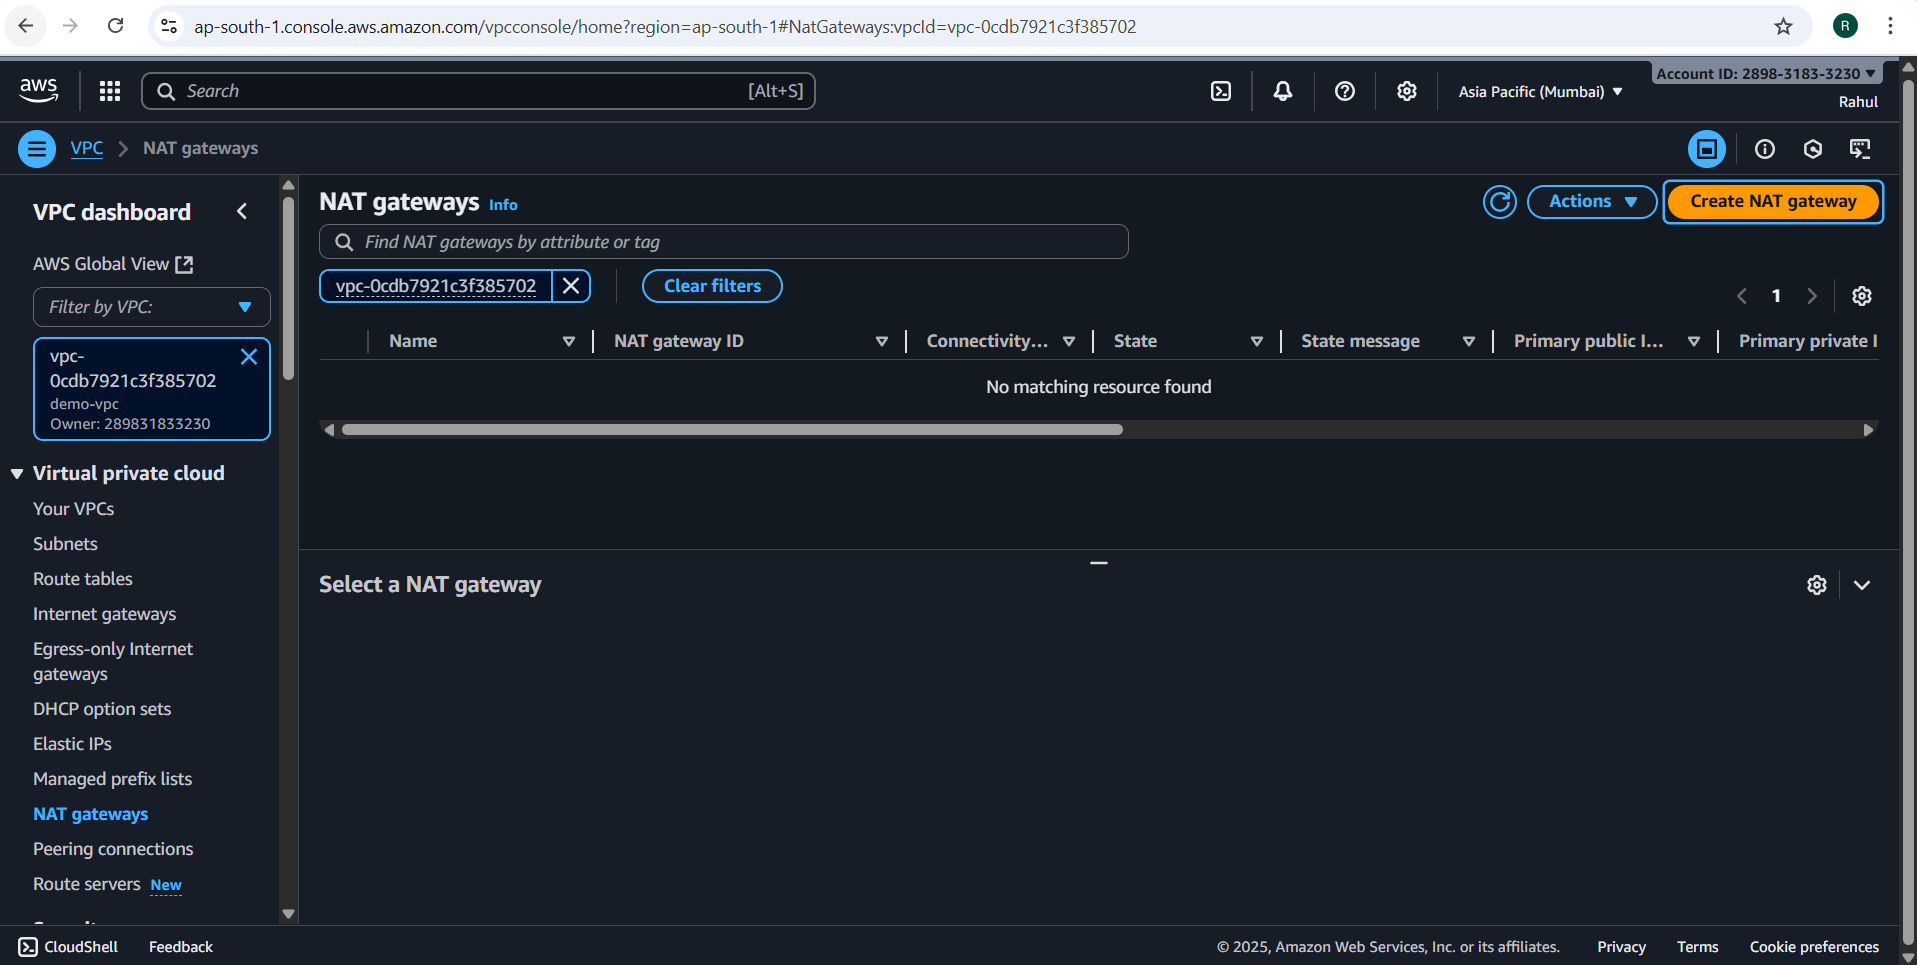 ap-south-1.console.aws.amazon.com/vpcconsole/home?region=ap-south-1#NatGateways:vpcId=vpc-0cdb7921c3f385702
R
aws
Search
[Alt+S]
Asia Pacific (Mumbai)
Account ID: 2898-3183-3230
Rahul
VPC
NAT gateways
VPC dashboard
AWS Global View
Filter by VPC:
vpc-
0cdb7921c3f385702
demo-vpc
Owner: 289831833230
Virtual private cloud
Your VPCs
Subnets
Route tables
Internet gateways
Egress-only Internet
gateways
DHCP option sets
Elastic IPs
Managed prefix lists
NAT gateways
Peering connections
Route servers New
NAT gateways Info
Actions
Create NAT gateway
Find NAT gateways by attribute or tag
vpc-0cdb7921c3f385702
Clear filters
1
Name
NAT gateway ID
Connectivity...
State
State message
Primary public I...
Primary private I
No matching resource found
Select a NAT gateway
CloudShell
Feedback
© 2025, Amazon Web Services, Inc. or its affiliates.
Privacy
Terms
Cookie preferences